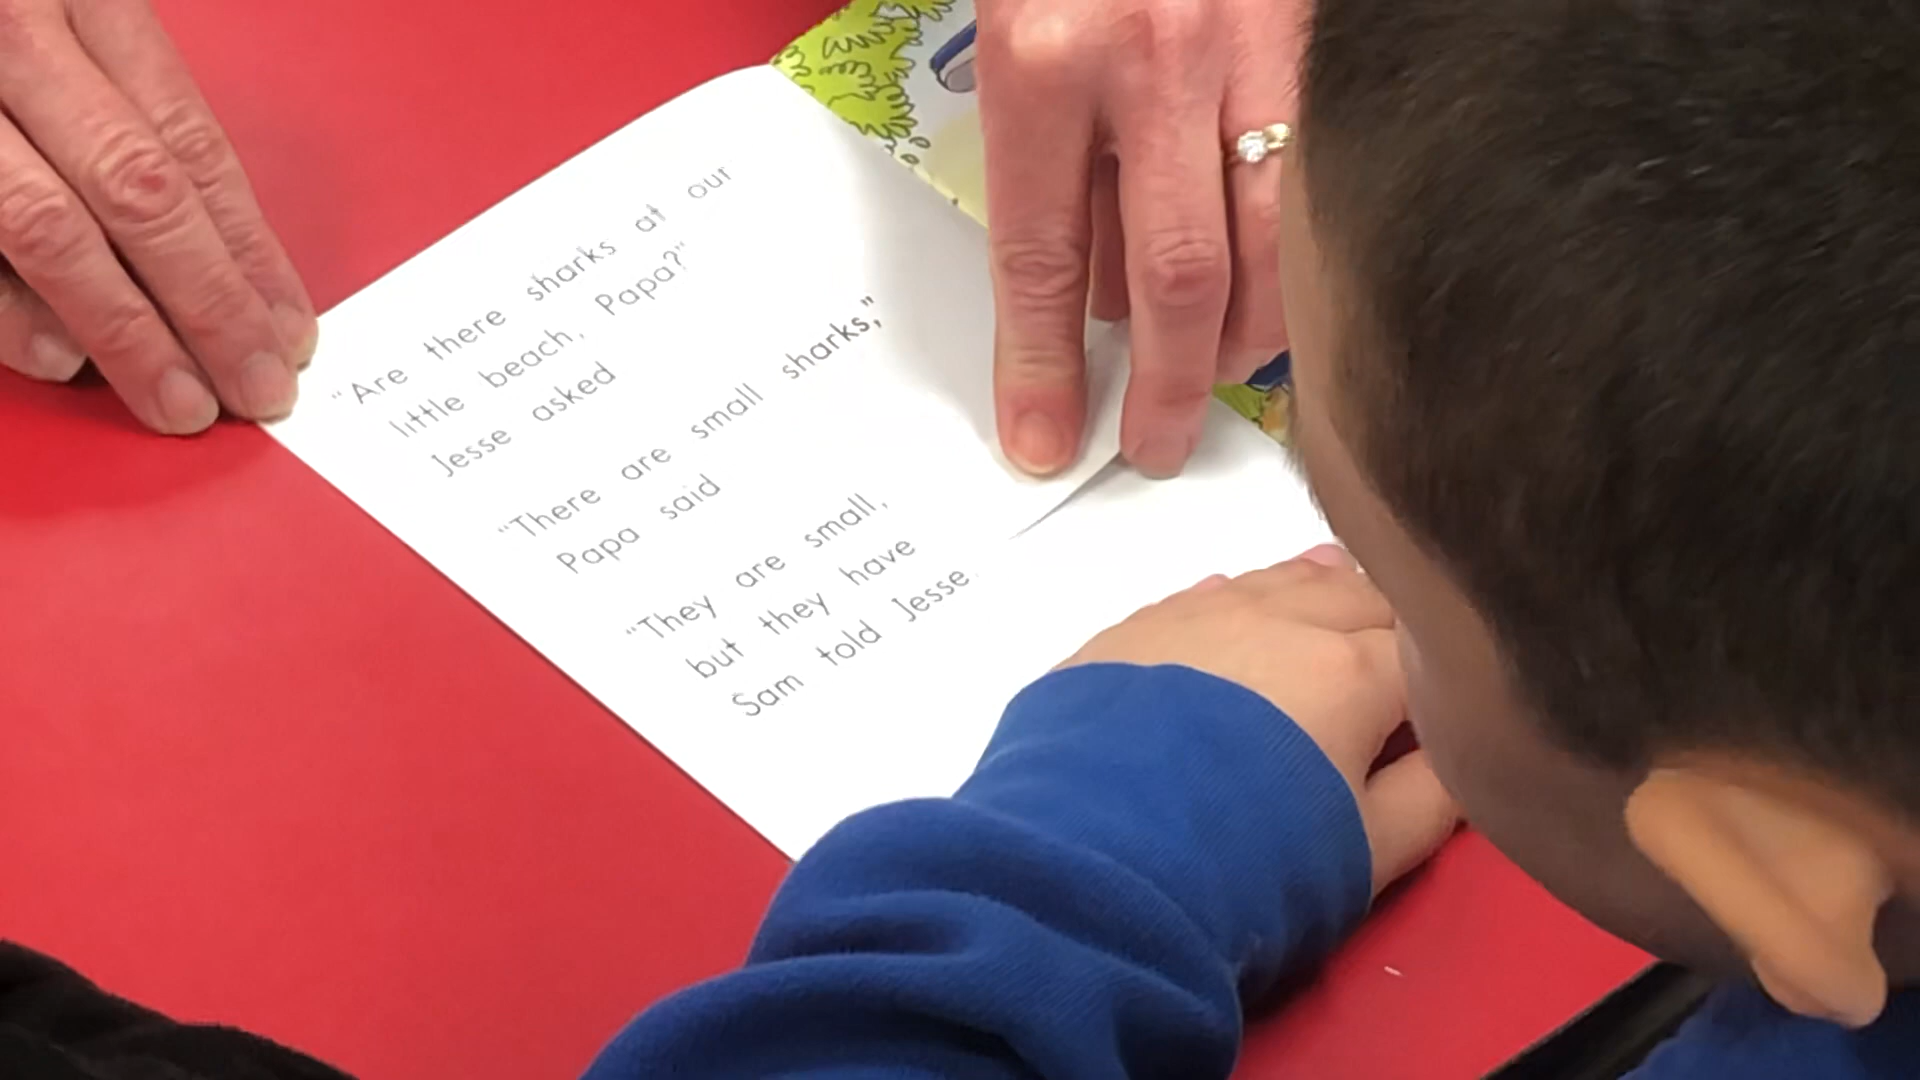 "Are there sharks at our
little beach, Papa?"
Jesse asked
"There are small sharks,"
Papa said
"They are small,
but they have
Sam told Jesse.